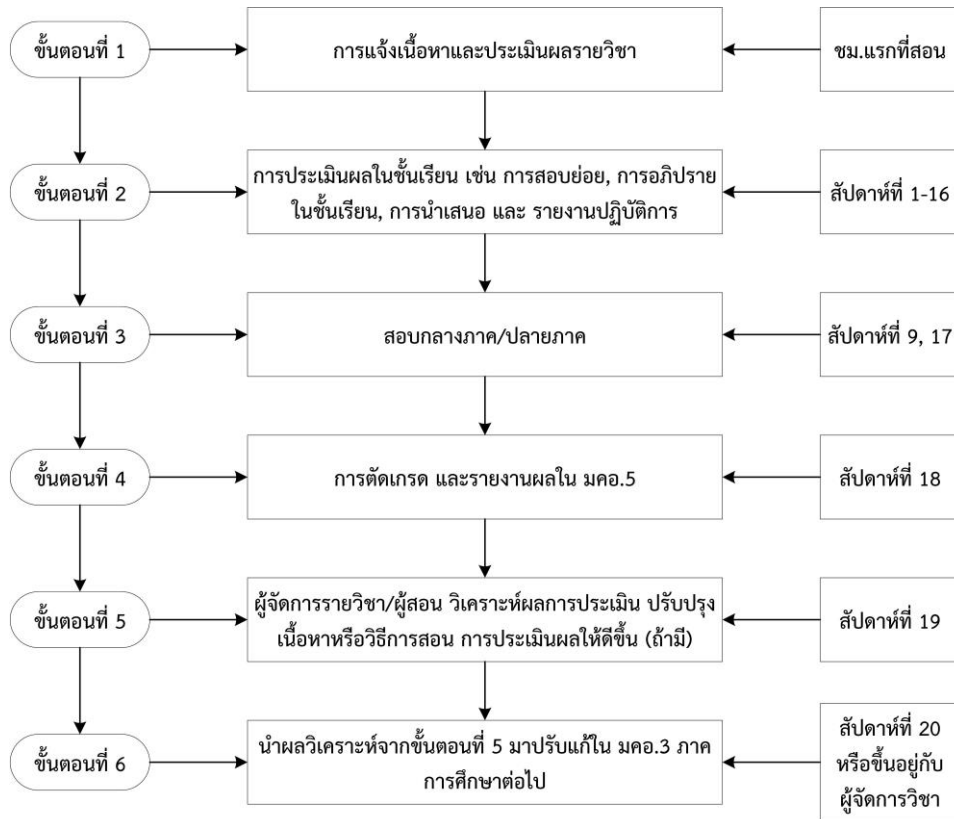 ขั้นตอนที่ 1
การแจ้งเนื้อหาและประเมินผลรายวิชา
ชม.แรกที่สอน
ขั้นตอนที่ 2
การประเมินผลในชั้นเรียน เช่น การสอบย่อย, การอภิปราย
ในชั้นเรียน, การนำเสนอ และ รายงานปฏิบัติการ
สัปดาห์ที่ 1-16
ขั้นตอนที่ 3
สอบกลางภาค/ปลายภาค
สัปดาห์ที่ 9, 17
ขั้นตอนที่ 4
การตัดเกรด และรายงานผลใน มคอ.5
สัปดาห์ที่ 18
ขั้นตอนที่ 5
ผู้จัดการรายวิชา/ผู้สอน วิเคราะห์ผลการประเมิน ปรับปรุง
เนื้อหาหรือวิธีการสอน การประเมินผลให้ดีขึ้น (ถ้ามี)
สัปดาห์ที่ 19
ขั้นตอนที่ 6
นำผลวิเคราะห์จากขั้นตอนที่ 5 มาปรับแก้ใน มคอ.3 ภาค
การศึกษาต่อไป
สัปดาห์ที่ 20
หรือขึ้นอยู่กับ
ผู้จัดการวิชา